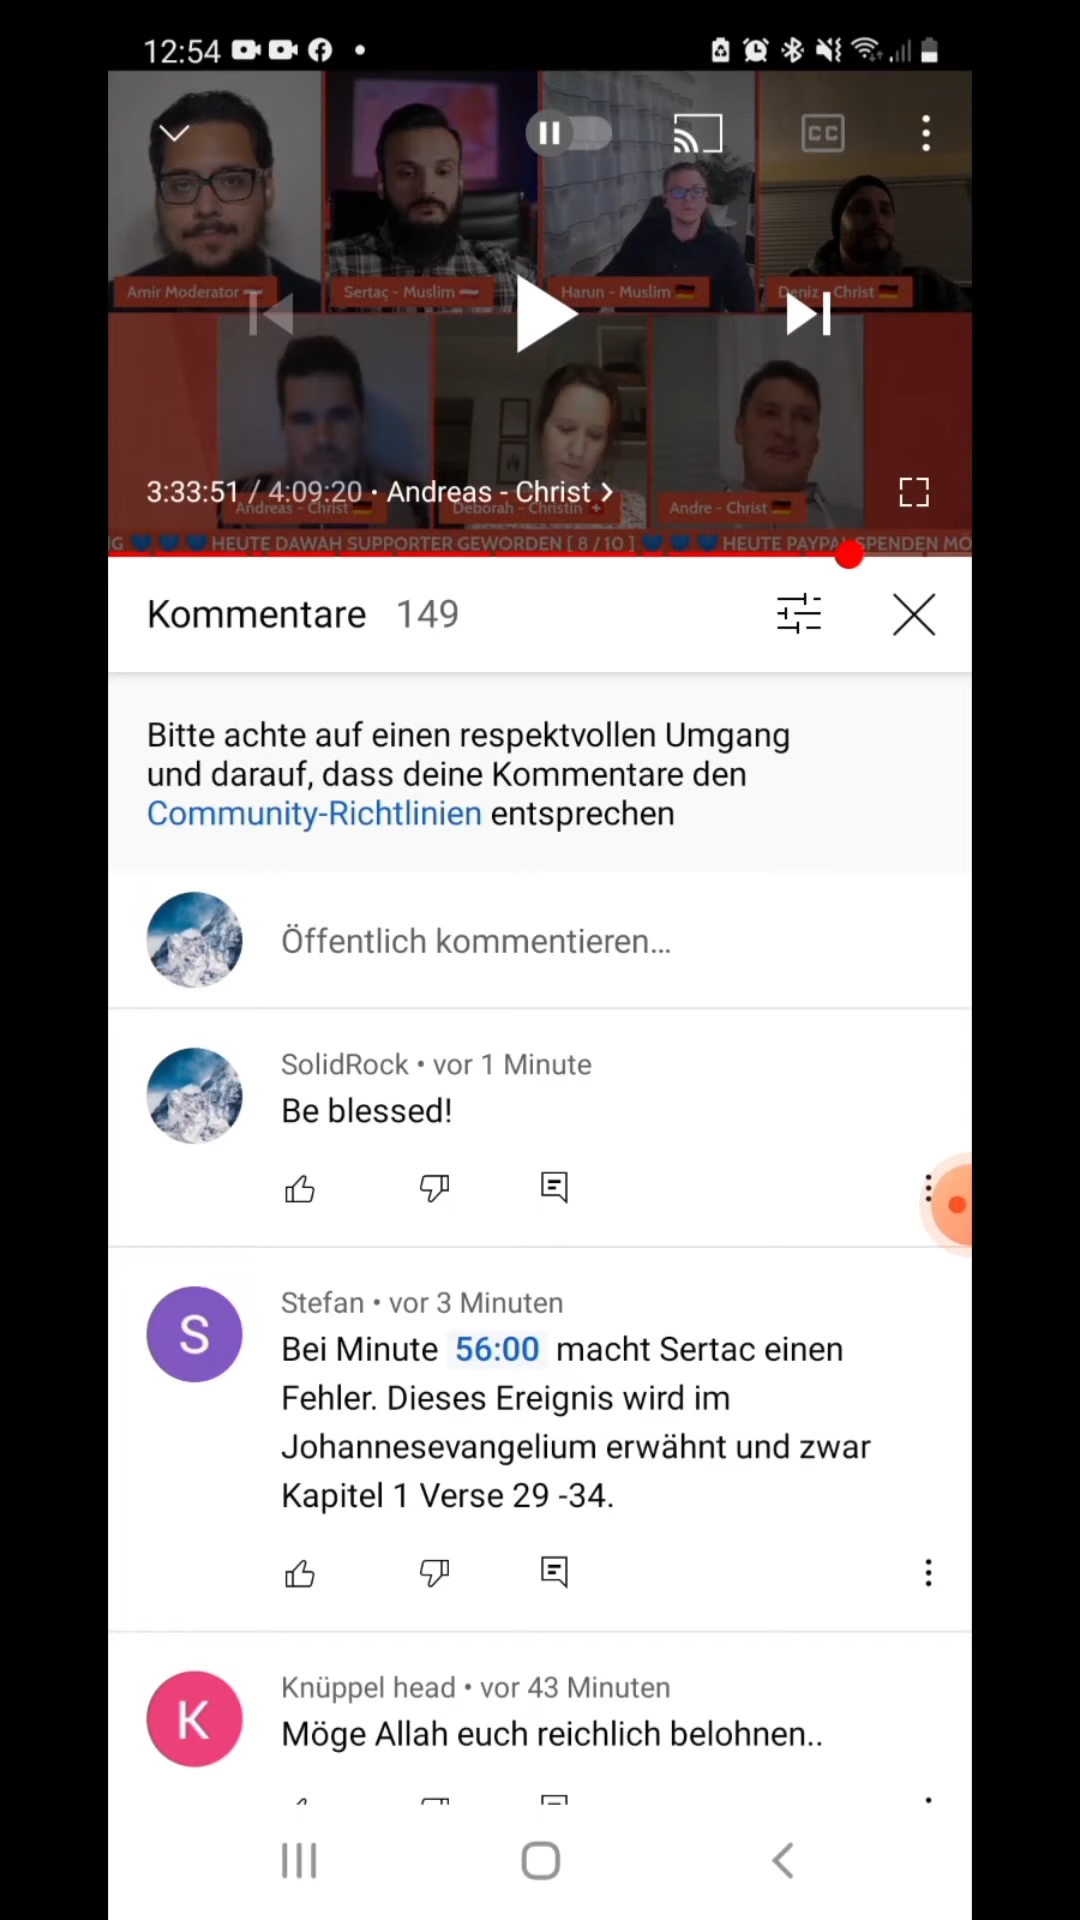 12:54
CC
Amir Moderator
Sertaç - Muslim
Harun - Muslim
Deniz - Christ
3:33:51 / 4:09:20 • Andreas - Christ
Andreas - Christ
Deborah - Christin
Andre - Christ
G 💙 💙 💙 HEUTE DAWAH SUPPORTER GEWORDEN [ 8 / 10 ] 💙 💙 💙 HEUTE PAYPAL SPENDEN MÖ
Kommentare 149
Bitte achte auf einen respektvollen Umgang
und darauf, dass deine Kommentare den
Community-Richtlinien entsprechen
Öffentlich kommentieren...
SolidRock • vor 1 Minute
Be blessed!
S
Stefan • vor 3 Minuten
Bei Minute 56:00 macht Sertac einen
Fehler. Dieses Ereignis wird im
Johannesevangelium erwähnt und zwar
Kapitel 1 Verse 29 -34.
K
Knüppel head • vor 43 Minuten
Möge Allah euch reichlich belohnen..